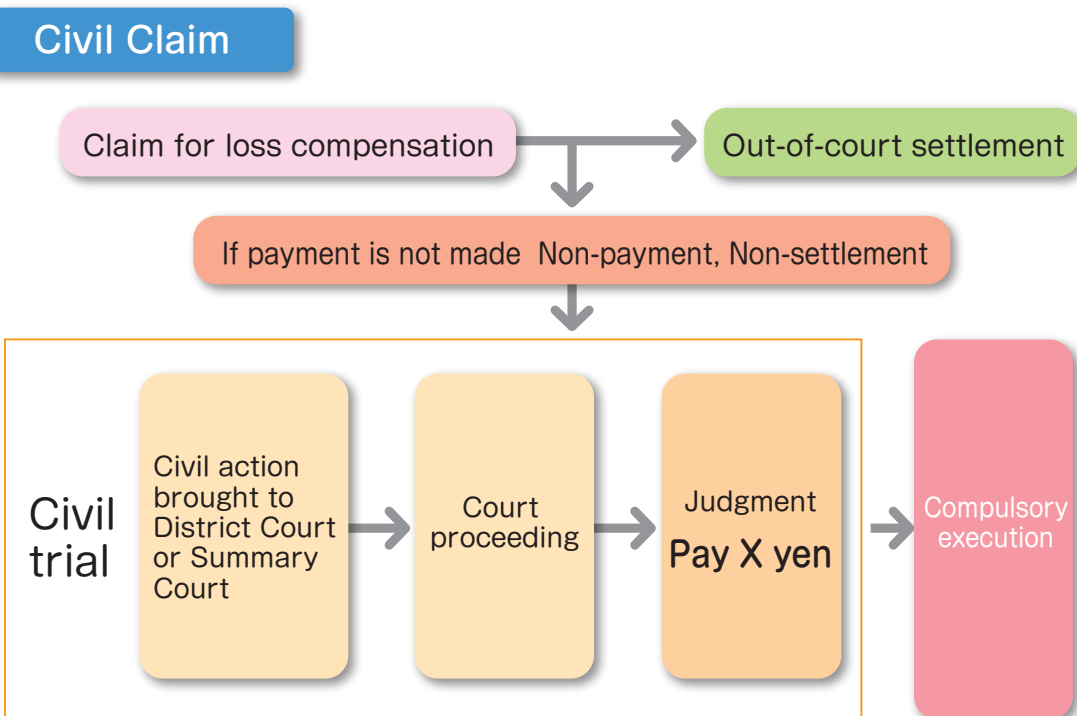 Civil Claim
Claim for loss compensation
Out-of-court settlement
If payment is not made Non-payment, Non-settlement
Civil
trial
Civil action
brought to
District Court
or Summary
Court
Court
proceeding
Judgment
Pay X yen
Compulsory
execution